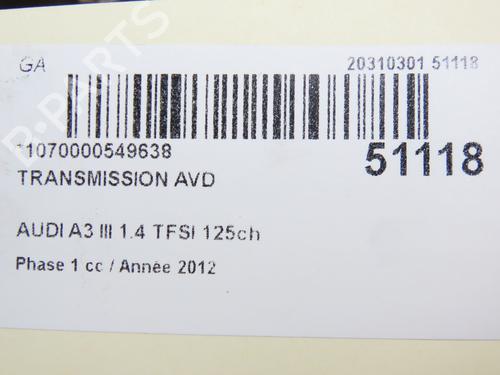 GA 20310301 51118
11070000549638 51118
TRANSMISSION AVD
AUDI A3 III 1.4 TFSI 125ch
Phase 1 cc / Année 2012
B-PARTS